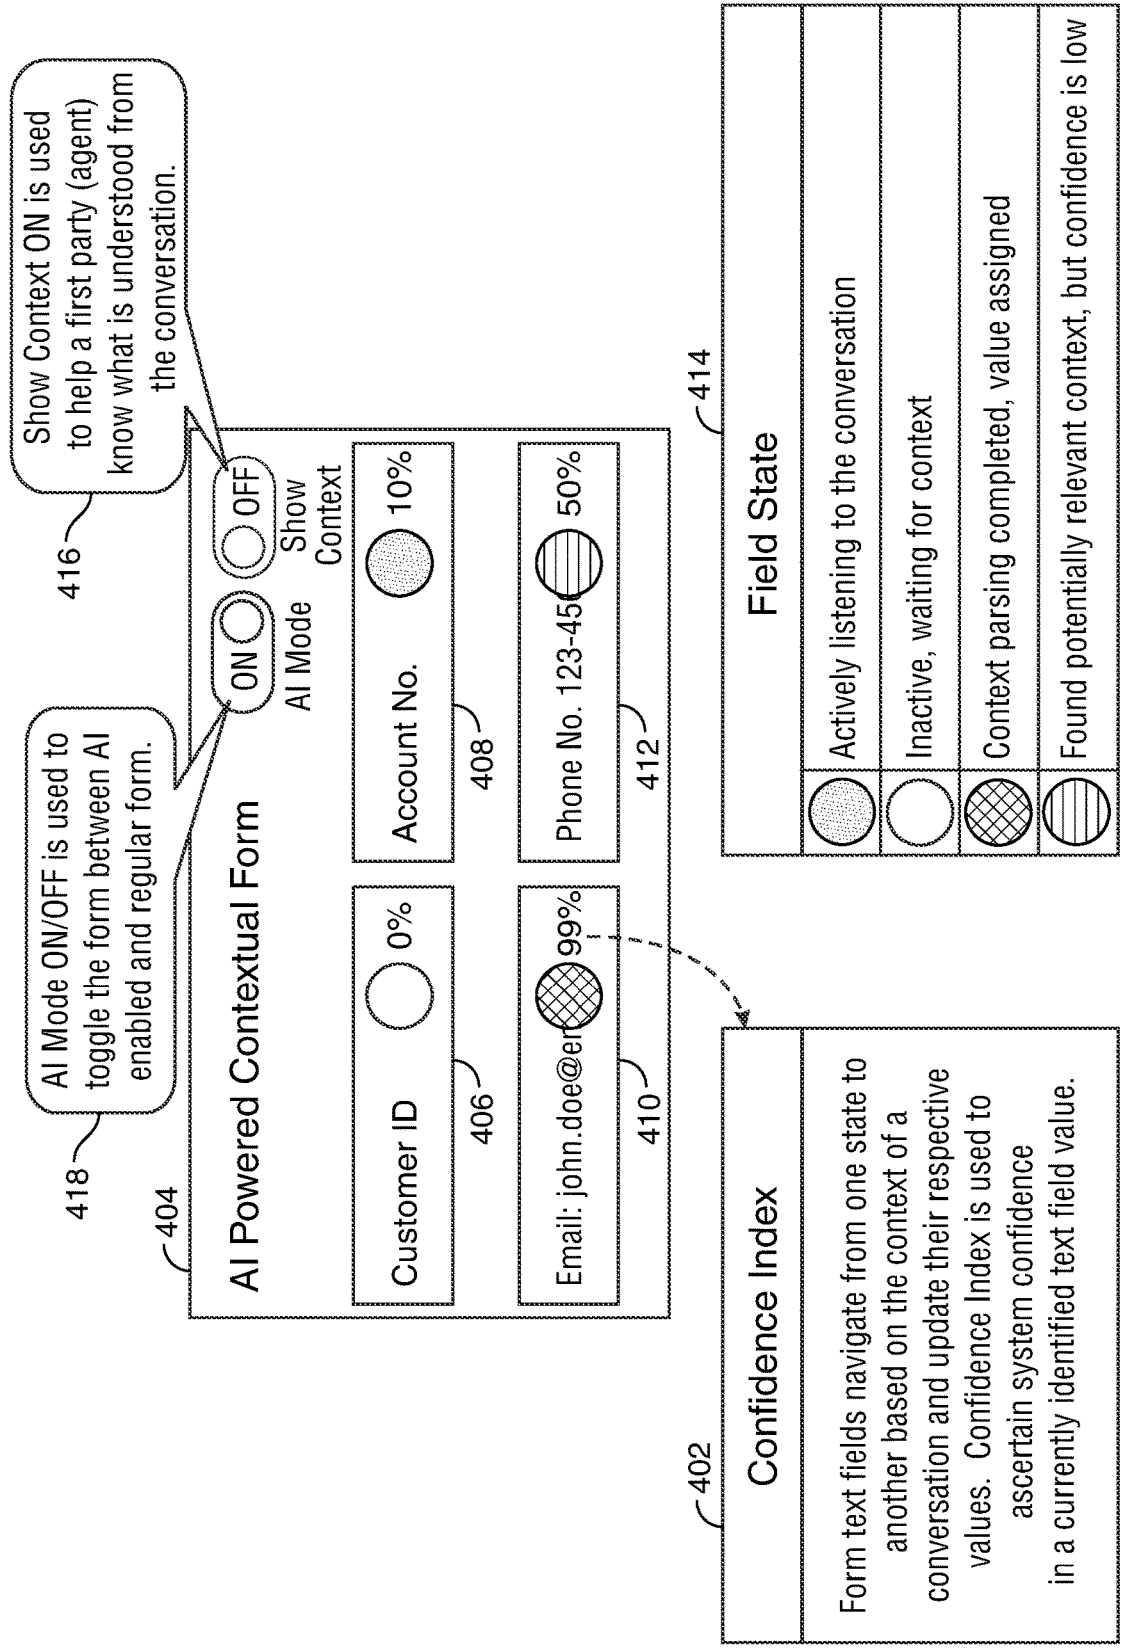 418
AI Mode ON/OFF is used to
toggle the form between AI
enabled and regular form.
416
Show Context ON is used
to help a first party (agent)
know what is understood from
the conversation.
404
AI Powered Contextual Form
ON
AI Mode
OFF
Show
Context
Customer ID
0%
406
Account No.
10%
408
Email: john.doe@er
99%
410
Phone No. 123-45
50%
412
402
Confidence Index
Form text fields navigate from one state to
another based on the context of a
conversation and update their respective
values. Confidence Index is used to
ascertain system confidence
in a currently identified text field value.
414
Field State
Actively listening to the conversation
Inactive, waiting for context
Context parsing completed, value assigned
Found potentially relevant context, but confidence is low